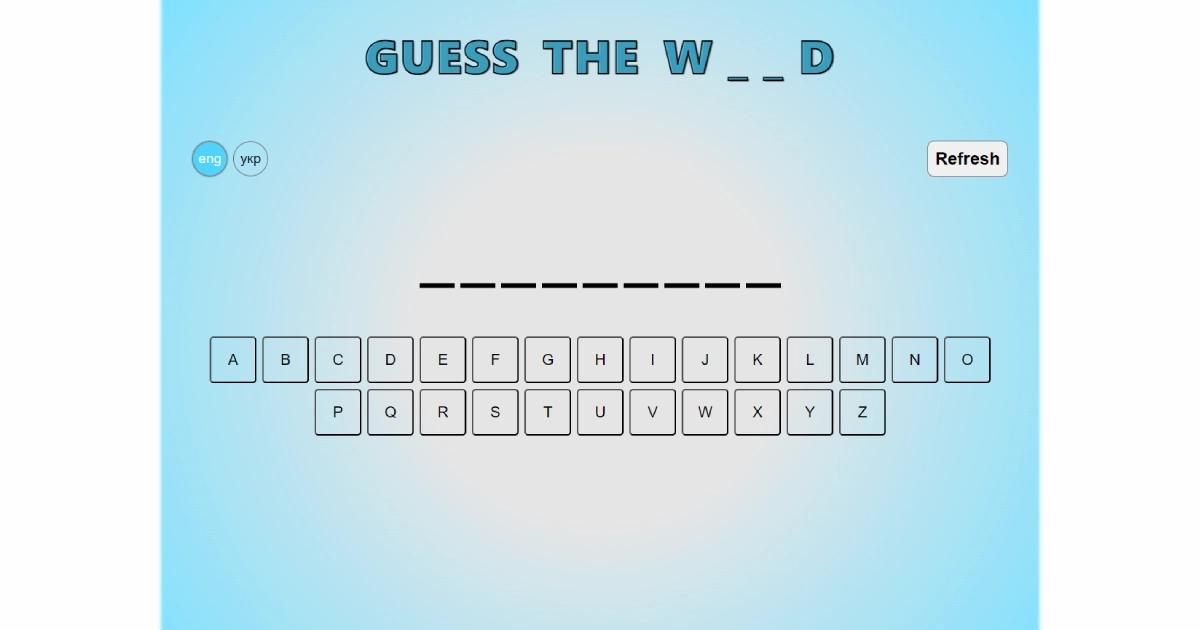 GUESS THE W _ _ D
eng укр Refresh
_ _ _ _ _ _ _ _ _
A B C D E F G H I J K L M N O
P Q R S T U V W X Y Z